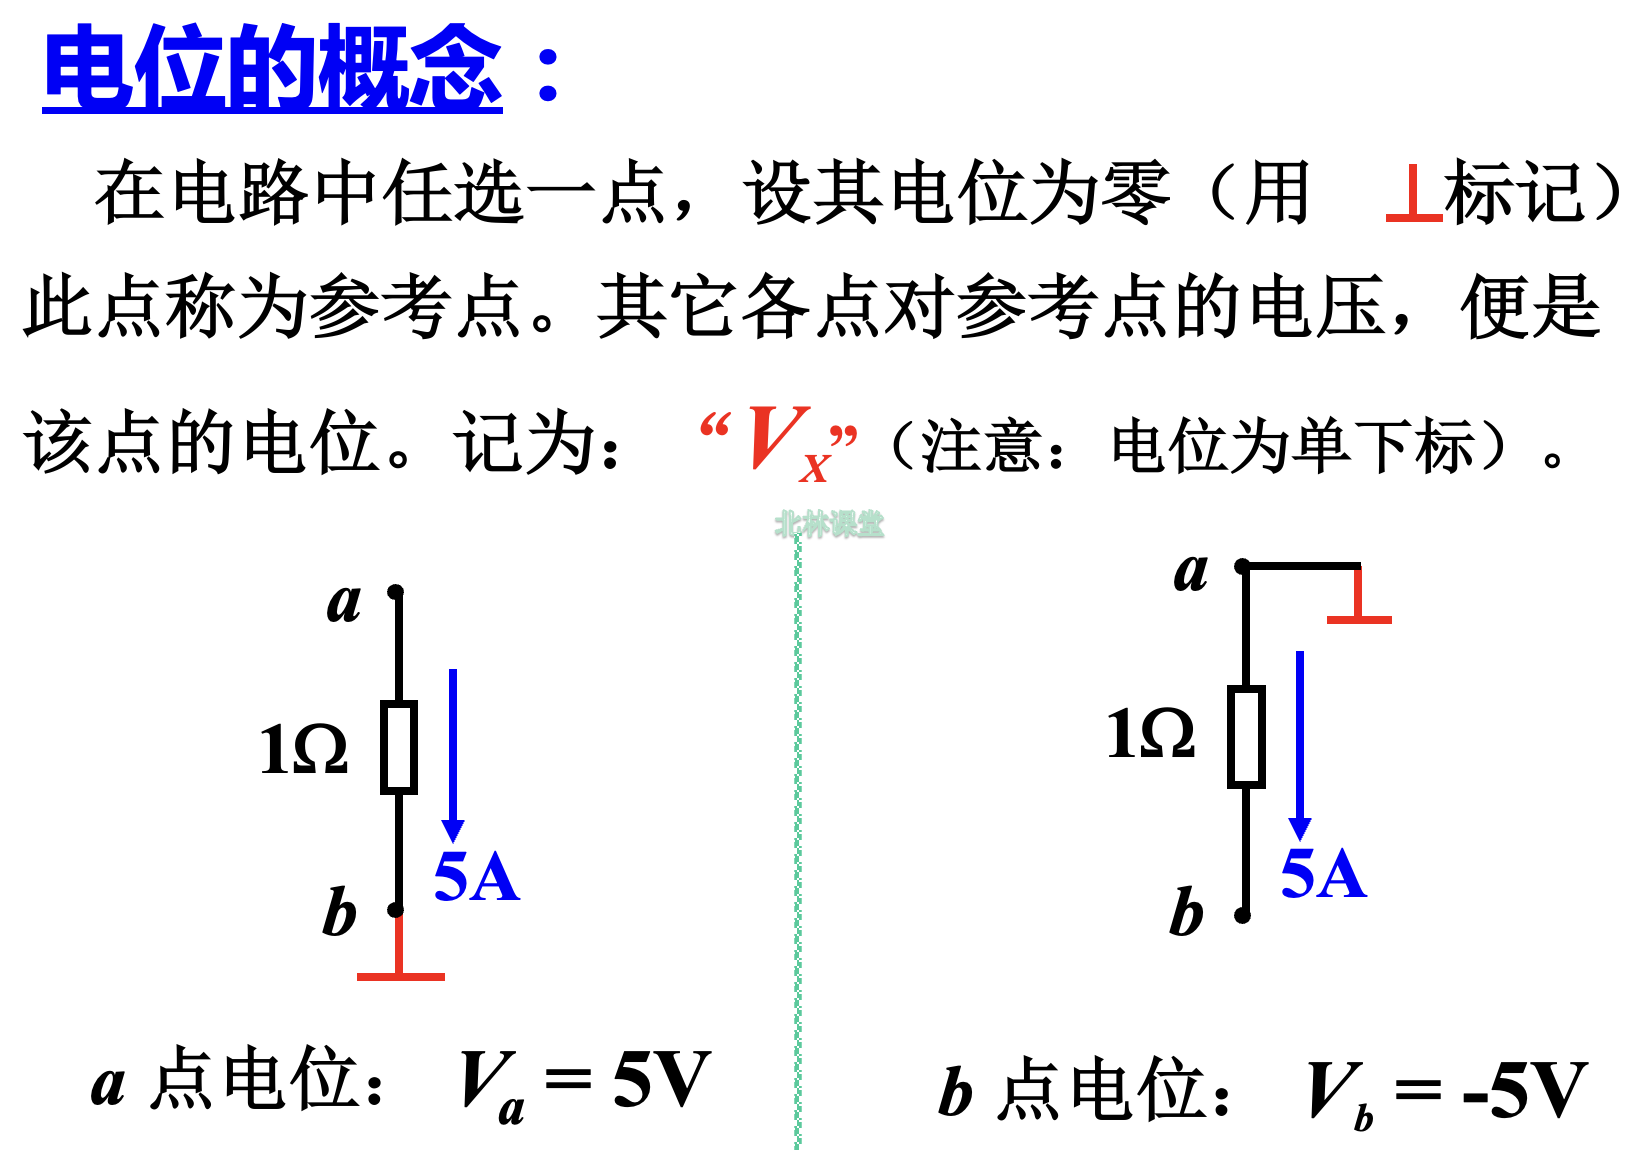 电位的概念：
在电路中任选一点，设其电位为零（用 ⊥标记）
此点称为参考点。其它各点对参考点的电压，便是
该点的电位。记为：“VX”（注意：电位为单下标）。
北林课堂
a
1Ω
5A
b
a 点电位： Va = 5V
a
1Ω
5A
b
b 点电位： Vb = -5V